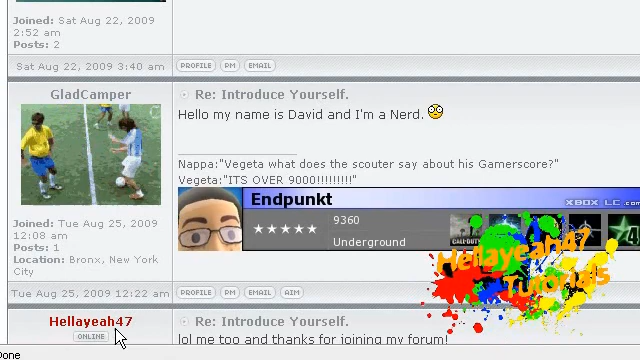 Joined: Sat Aug 22, 2009
2:52 am
Posts: 2
Sat Aug 22, 2009 3:40 am
PROFILE PM EMAIL
GladCamper
Re: Introduce Yourself.
Hello my name is David and I'm a Nerd.
Nappa:"Vegeta what does the scouter say about his Gamerscore?"
Vegeta:"ITS OVER 9000!!!!!!!!!"
Endpunkt
XBOX LC.com
9360
Underground
Joined: Tue Aug 25, 2009
12:08 am
Posts: 1
Location: Bronx, New York
City
Hellayeah47
Tutorials
Tue Aug 25, 2009 12:22 am
PROFILE PM EMAIL AIM
Hellayeah47
ONLINE
Re: Introduce Yourself.
lol me too and thanks for joining my forum!
Done